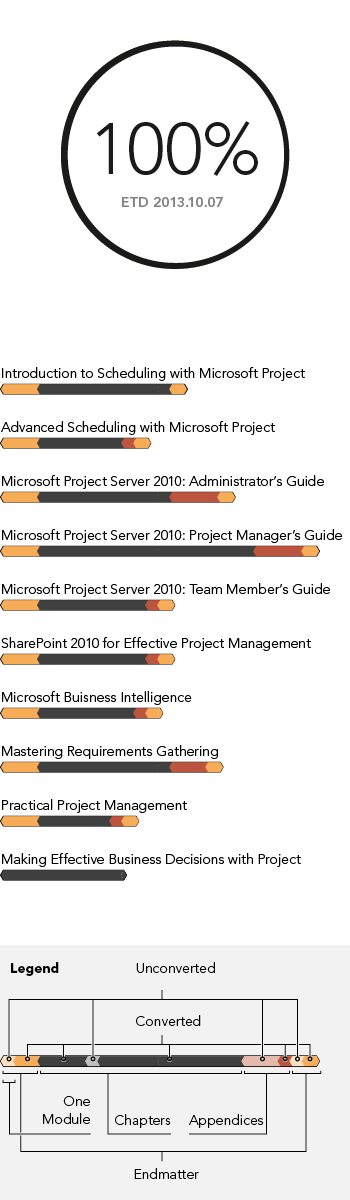 100%
ETD 2013.10.07
Introduction to Scheduling with Microsoft Project
Advanced Scheduling with Microsoft Project
Microsoft Project Server 2010: Administrator's Guide
Microsoft Project Server 2010: Project Manager's Guide
Microsoft Project Server 2010: Team Member's Guide
SharePoint 2010 for Effective Project Management
Microsoft Buisness Intelligence
Mastering Requirements Gathering
Practical Project Management
Making Effective Business Decisions with Project
Legend
Unconverted
Converted
One
Module
Chapters
Appendices
Endmatter